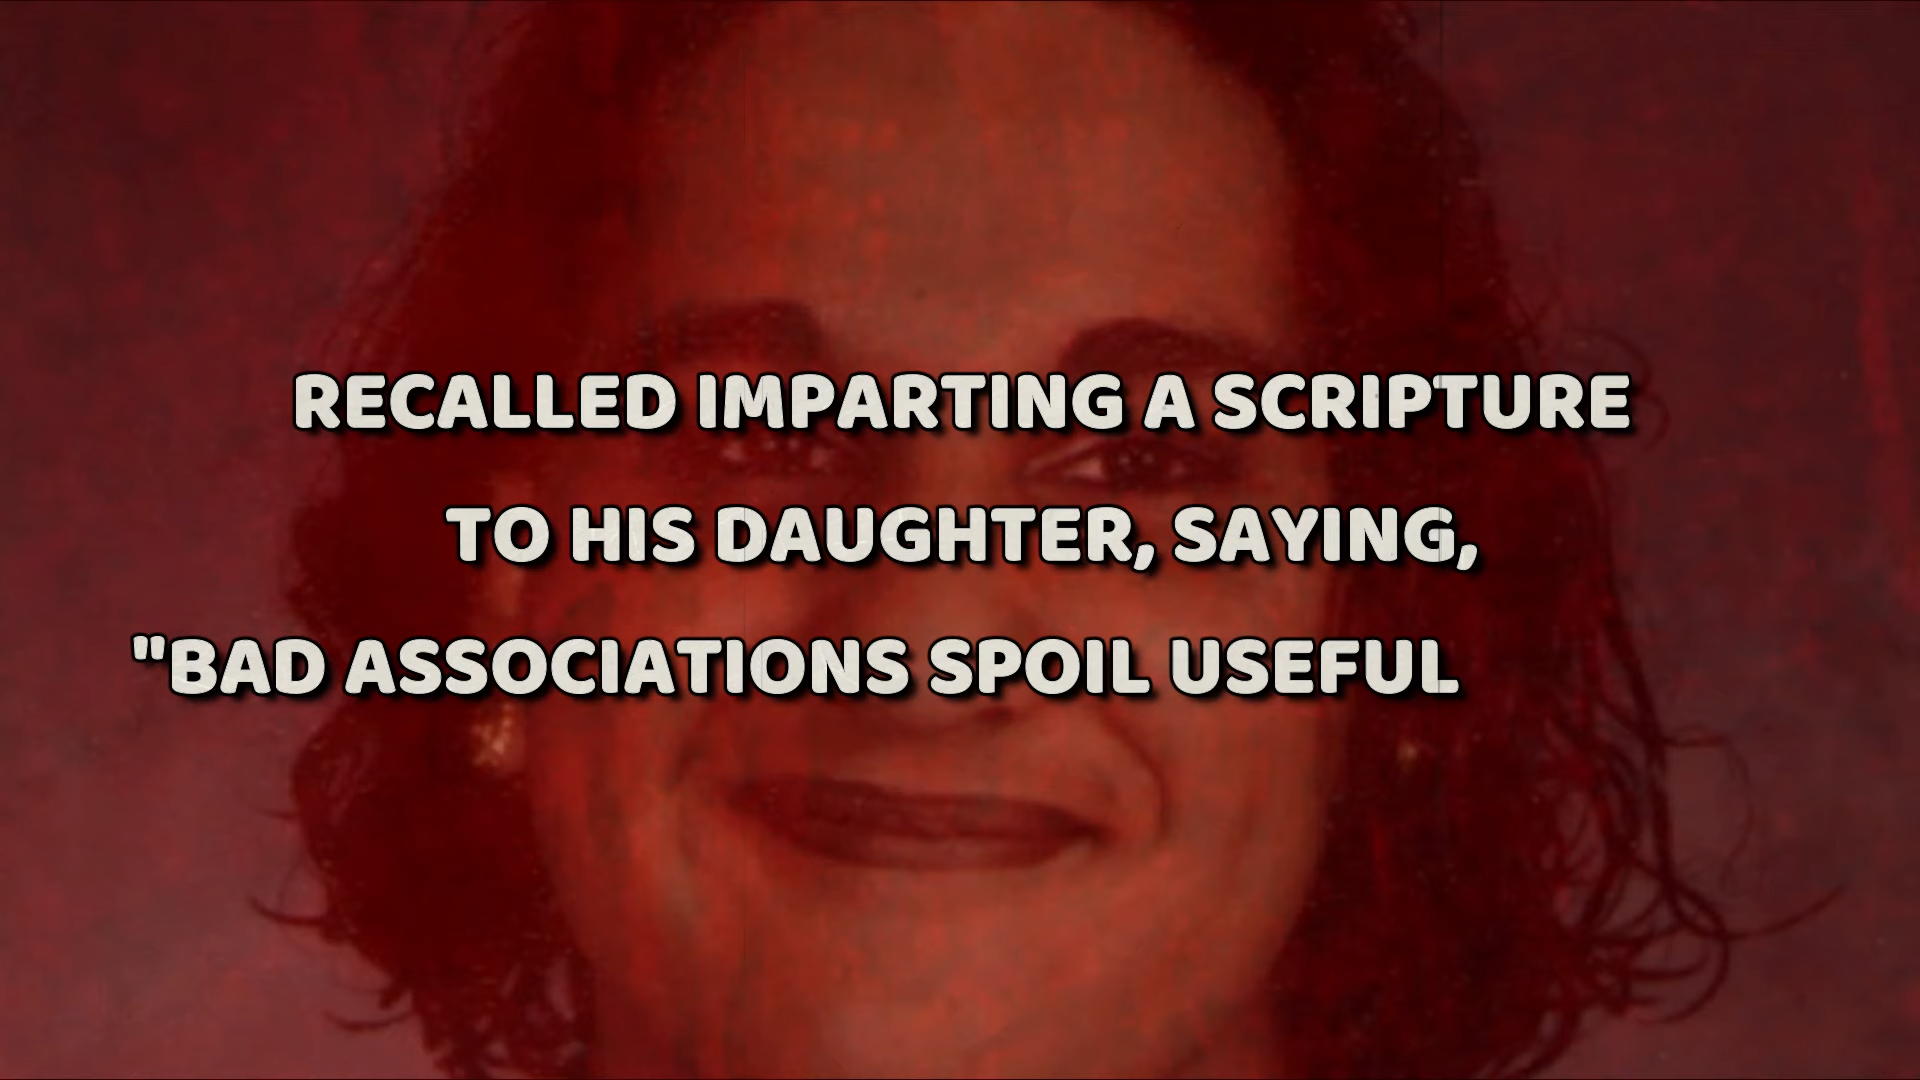 RECALLED IMPARTING A SCRIPTURE
TO HIS DAUGHTER, SAYING,
"BAD ASSOCIATIONS SPOIL USEFUL